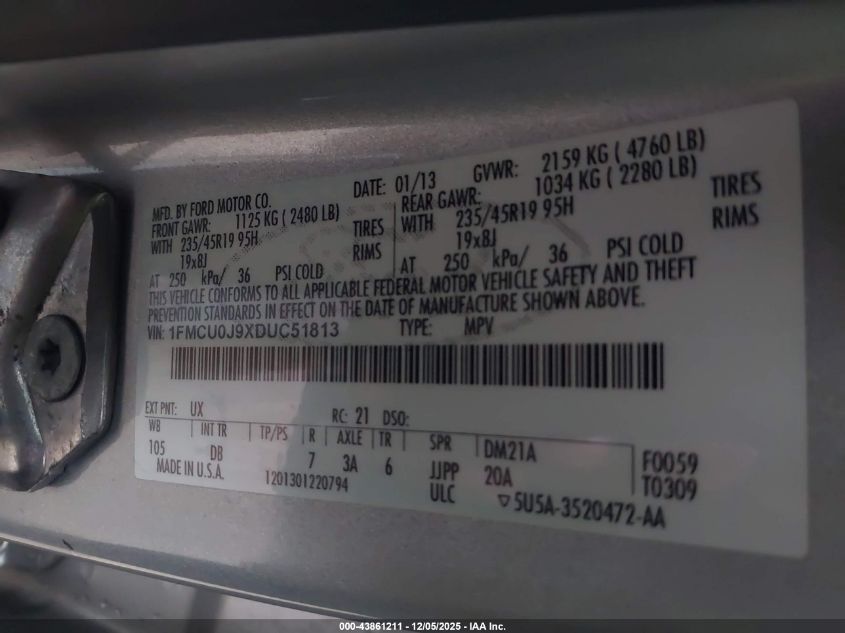 MFD. BY FORD MOTOR CO.
DATE: 01/13 GVWR: 2159 KG ( 4760 LB)
FRONT GAWR: 1125 KG ( 2480 LB) REAR GAWR: 1034 KG ( 2280 LB)
WITH 235/45R19 95H TIRES WITH 235/45R19 95H TIRES
19x8J RIMS 19x8J RIMS
AT 250 kPa/ 36 PSI COLD AT 250 kPa/ 36 PSI COLD
THIS VEHICLE CONFORMS TO ALL APPLICABLE FEDERAL MOTOR VEHICLE SAFETY AND THEFT
PREVENTION STANDARDS IN EFFECT ON THE DATE OF MANUFACTURE SHOWN ABOVE.
VIN: 1FMCU0J9XDUC51813 TYPE: MPV
EXT PNT: UX RC: 21 DSO:
WB INT TR TP/PS R AXLE TR SPR DM21A F0059
105 DB 7 3A 6 JJPP 20A T0309
MADE IN U.S.A. 1201301220794 ULC 5U5A-3520472-AA
000-43861211 - 12/05/2025 - IAA Inc.